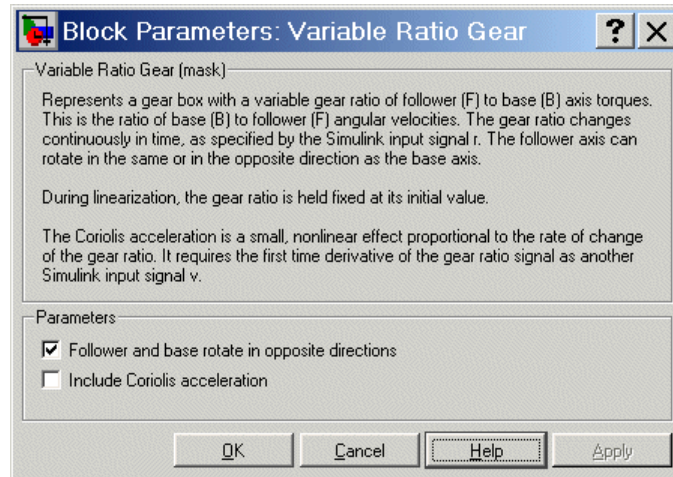 Block Parameters: Variable Ratio Gear
Variable Ratio Gear (mask)
Represents a gear box with a variable gear ratio of follower (F) to base (B) axis torques.
This is the ratio of base (B) to follower (F) angular velocities. The gear ratio changes
continuously in time, as specified by the Simulink input signal r. The follower axis can
rotate in the same or in the opposite direction as the base axis.
During linearization, the gear ratio is held fixed at its initial value.
The Coriolis acceleration is a small, nonlinear effect proportional to the rate of change
of the gear ratio. It requires the first time derivative of the gear ratio signal as another
Simulink input signal v.
Parameters
Follower and base rotate in opposite directions
Include Coriolis acceleration
OK Cancel Help Apply